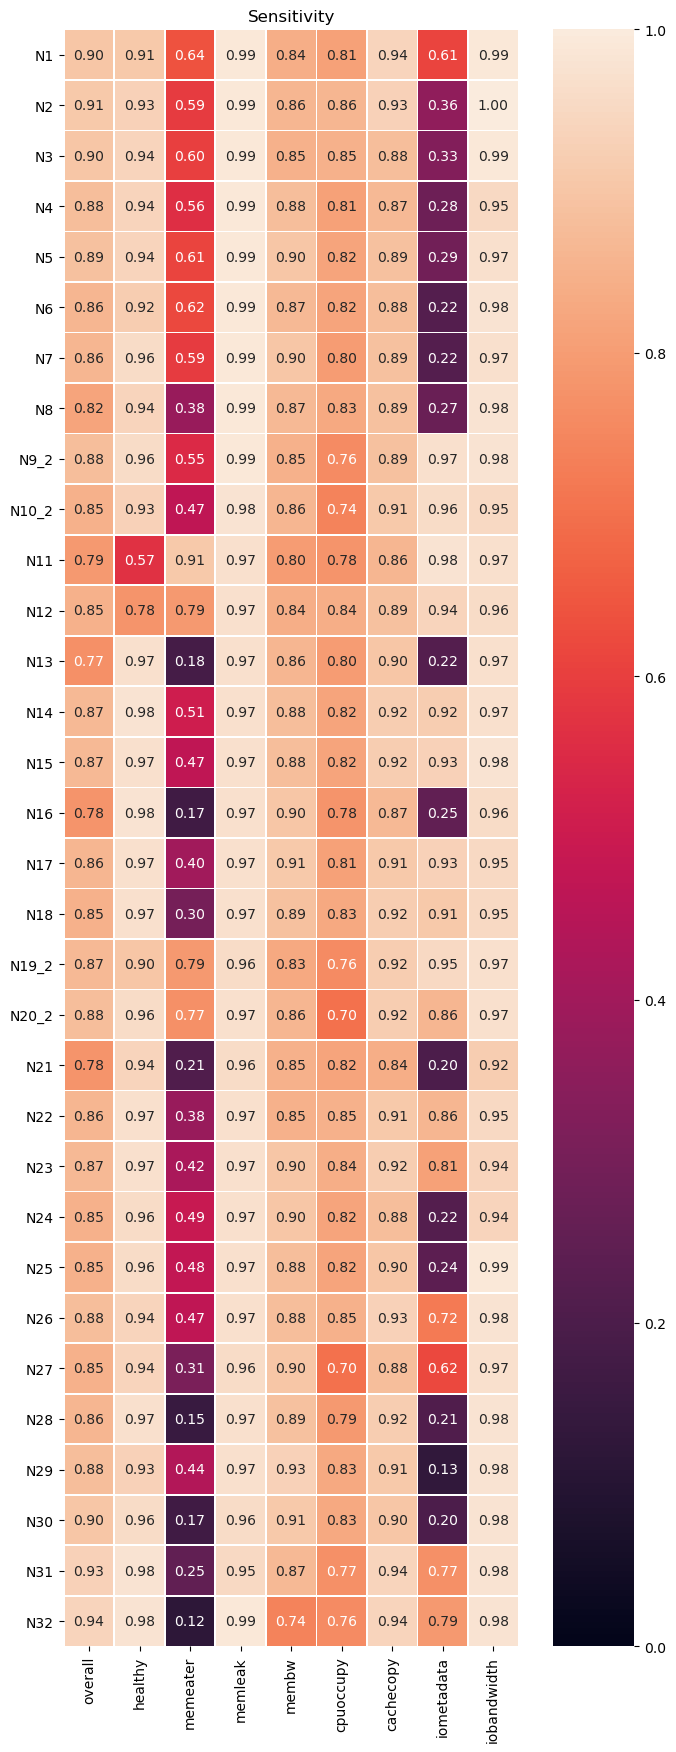 Sensitivity
N1 0.90 0.91 0.64 0.99 0.84 0.81 0.94 0.61 0.99
N2 0.91 0.93 0.59 0.99 0.86 0.86 0.93 0.36 1.00
N3 0.90 0.94 0.60 0.99 0.85 0.85 0.88 0.33 0.99
N4 0.88 0.94 0.56 0.99 0.88 0.81 0.87 0.28 0.95
N5 0.89 0.94 0.61 0.99 0.90 0.82 0.89 0.29 0.97
N6 0.86 0.92 0.62 0.99 0.87 0.82 0.88 0.22 0.98
N7 0.86 0.96 0.59 0.99 0.90 0.80 0.89 0.22 0.97
N8 0.82 0.94 0.38 0.99 0.87 0.83 0.89 0.27 0.98
N9_2 0.88 0.96 0.55 0.99 0.85 0.76 0.89 0.97 0.98
N10_2 0.85 0.93 0.47 0.98 0.86 0.74 0.91 0.96 0.95
N11 0.79 0.57 0.91 0.97 0.80 0.78 0.86 0.98 0.97
N12 0.85 0.78 0.79 0.97 0.84 0.84 0.89 0.94 0.96
N13 0.77 0.97 0.18 0.97 0.86 0.80 0.90 0.22 0.97
N14 0.87 0.98 0.51 0.97 0.88 0.82 0.92 0.92 0.97
N15 0.87 0.97 0.47 0.97 0.88 0.82 0.92 0.93 0.98
N16 0.78 0.98 0.17 0.97 0.90 0.78 0.87 0.25 0.96
N17 0.86 0.97 0.40 0.97 0.91 0.81 0.91 0.93 0.95
N18 0.85 0.97 0.30 0.97 0.89 0.83 0.92 0.91 0.95
N19_2 0.87 0.90 0.79 0.96 0.83 0.76 0.92 0.95 0.97
N20_2 0.88 0.96 0.77 0.97 0.86 0.70 0.92 0.86 0.97
N21 0.78 0.94 0.21 0.96 0.85 0.82 0.84 0.20 0.92
N22 0.86 0.97 0.38 0.97 0.85 0.85 0.91 0.86 0.95
N23 0.87 0.97 0.42 0.97 0.90 0.84 0.92 0.81 0.94
N24 0.85 0.96 0.49 0.97 0.90 0.82 0.88 0.22 0.94
N25 0.85 0.96 0.48 0.97 0.88 0.82 0.90 0.24 0.99
N26 0.88 0.94 0.47 0.97 0.88 0.85 0.93 0.72 0.98
N27 0.85 0.94 0.31 0.96 0.90 0.70 0.88 0.62 0.97
N28 0.86 0.97 0.15 0.97 0.89 0.79 0.92 0.21 0.98
N29 0.88 0.93 0.44 0.97 0.93 0.83 0.91 0.13 0.98
N30 0.90 0.96 0.17 0.96 0.91 0.83 0.90 0.20 0.98
N31 0.93 0.98 0.25 0.95 0.87 0.77 0.94 0.77 0.98
N32 0.94 0.98 0.12 0.99 0.74 0.76 0.94 0.79 0.98
overall
healthy
memeater
memleak
membw
cpuoccupy
cachecopy
iometadata
iobandwidth
1.0
0.8
0.6
0.4
0.2
0.0